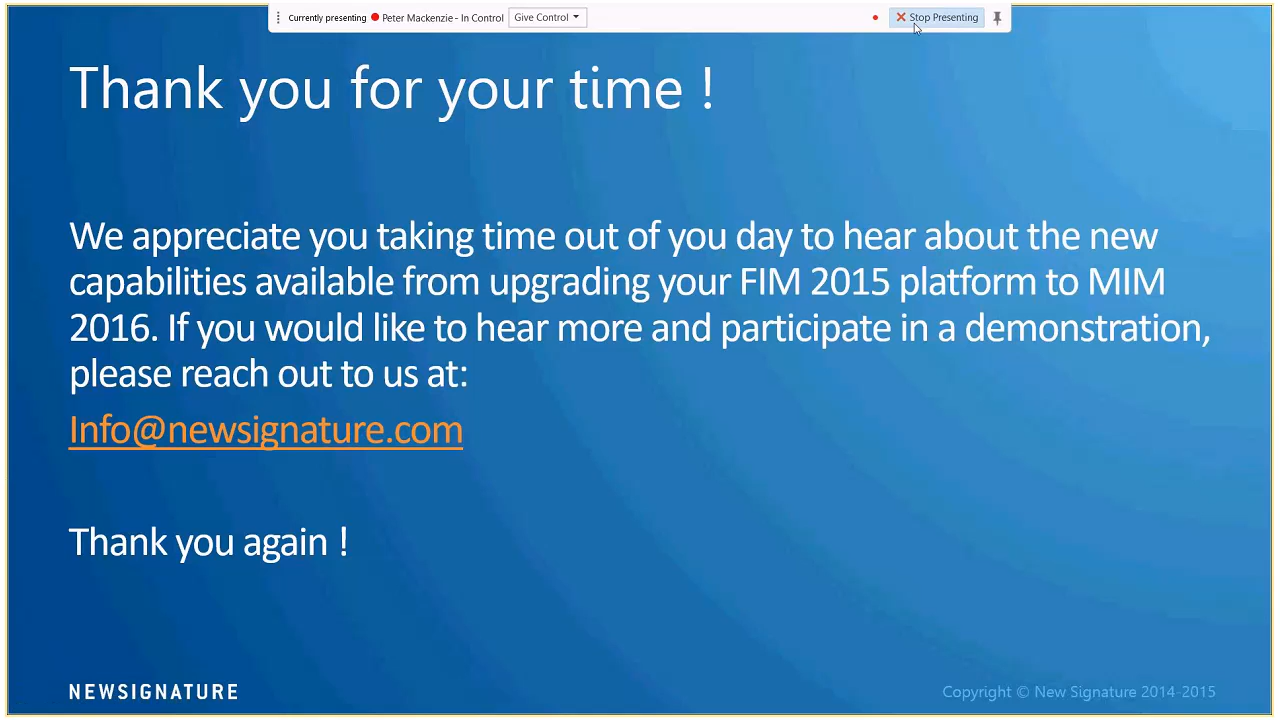 Currently presenting Peter Mackenzie - In Control Give Control Stop Presenting
Thank you for your time !
We appreciate you taking time out of you day to hear about the new
capabilities available from upgrading your FIM 2015 platform to MIM
2016. If you would like to hear more and participate in a demonstration,
please reach out to us at:
Info@newsignature.com
Thank you again !
NEWSIGNATURE Copyright © New Signature 2014-2015